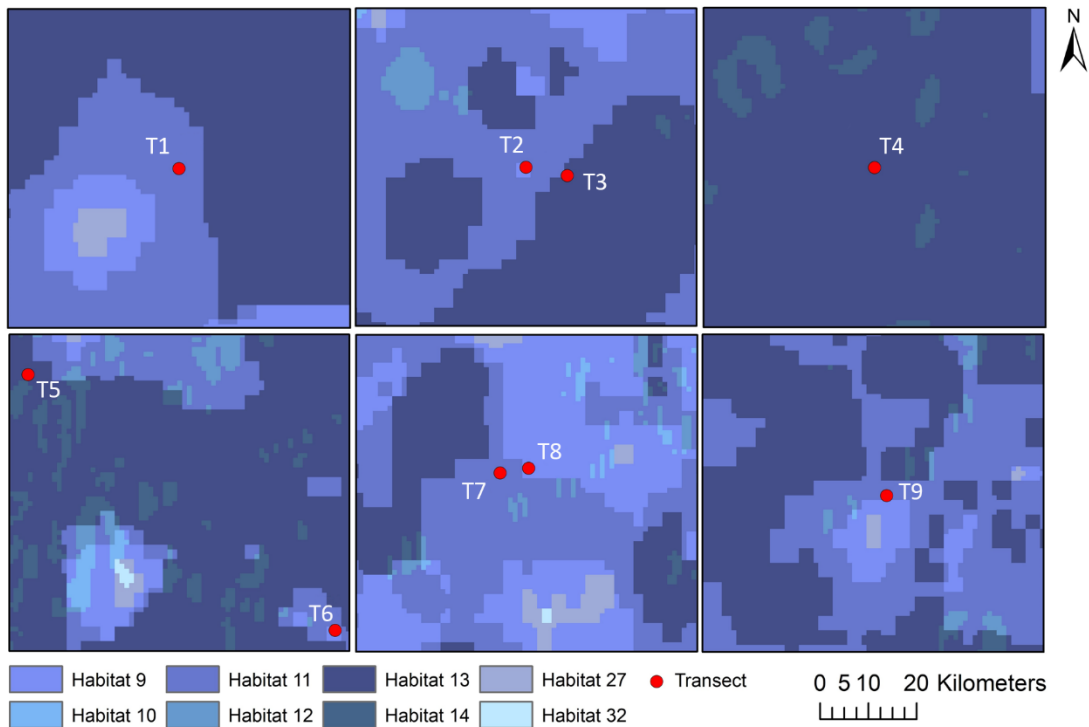 N
T1
T2
T3
T4
T5
T6
T7
T8
T9
Habitat 9 Habitat 11 Habitat 13 Habitat 27 Transect
Habitat 10 Habitat 12 Habitat 14 Habitat 32
0 5 10 20 Kilometers